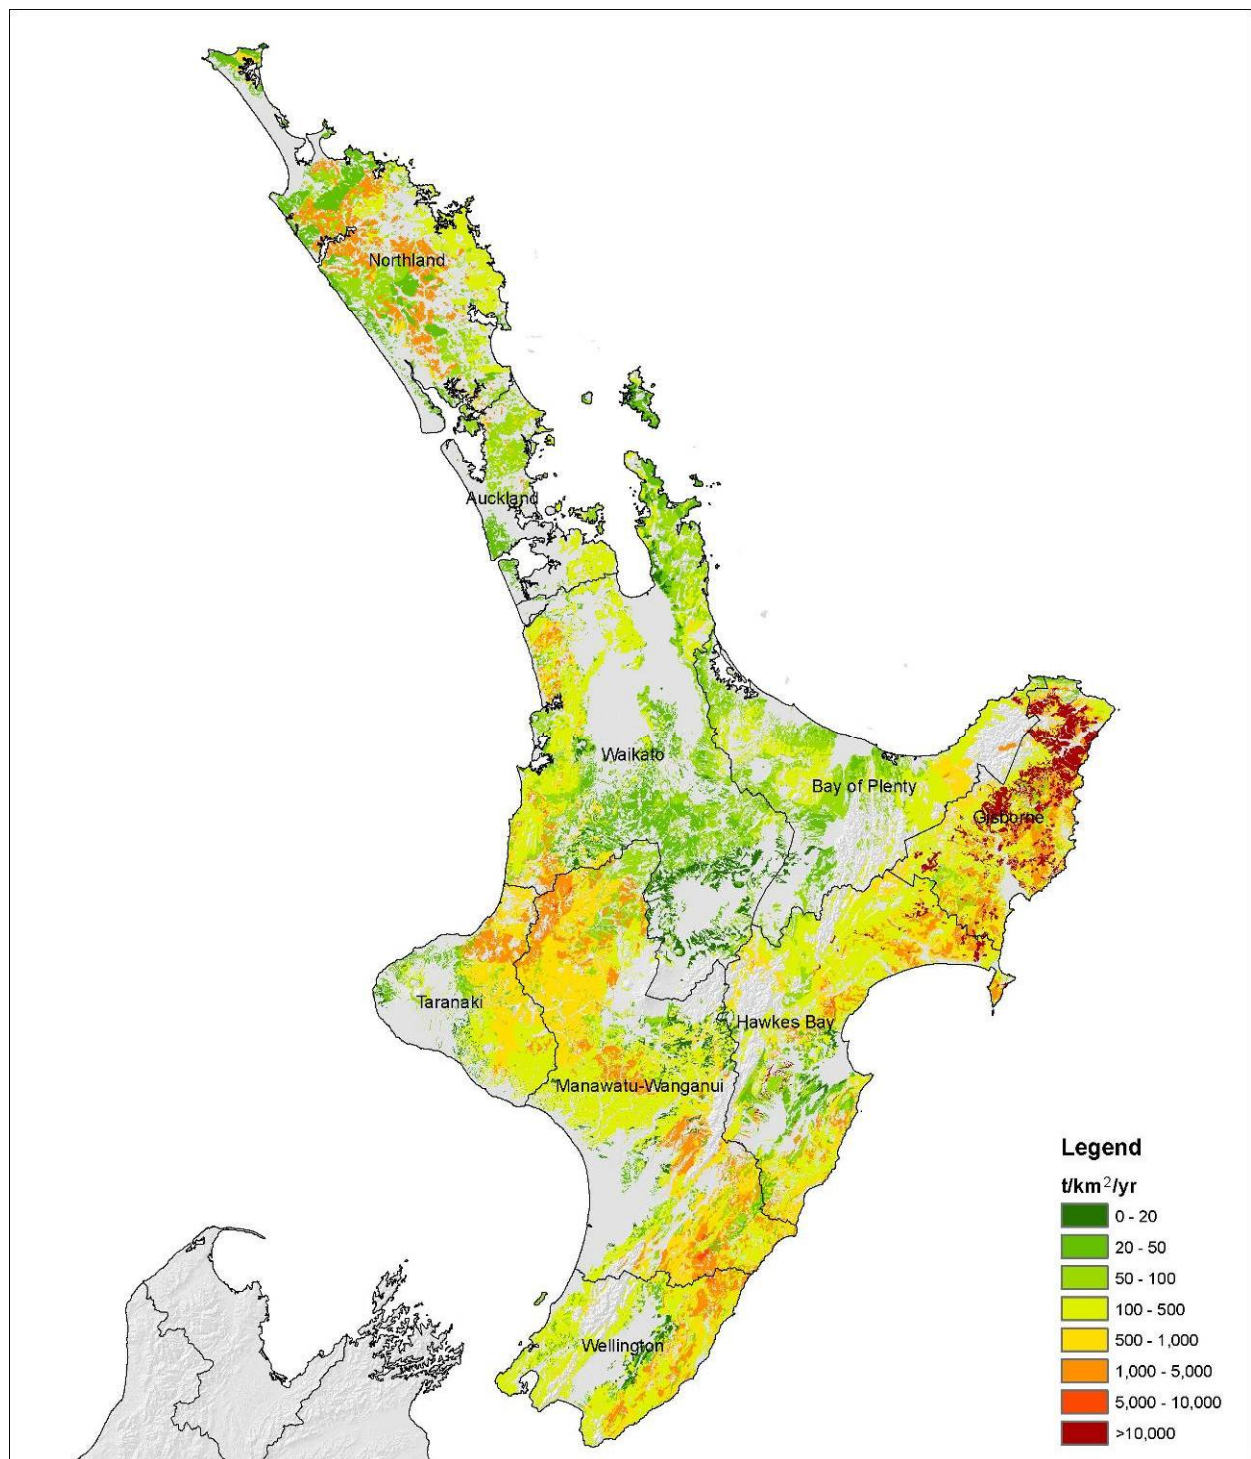 Northland
Auckland
Waikato
Bay of Plenty
Gisborne
Taranaki
Hawkes Bay
Manawatu-Wanganui
Wellington
Legend
t/km²/yr
0 - 20
20 - 50
50 - 100
100 - 500
500 - 1,000
1,000 - 5,000
5,000 - 10,000
>10,000